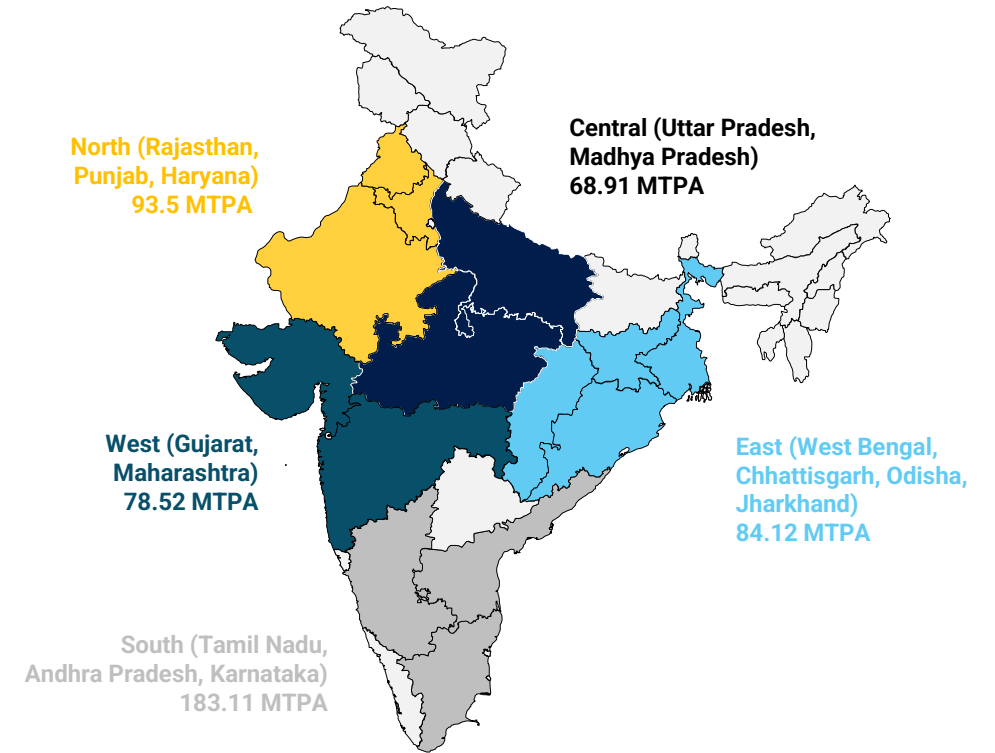 Central (Uttar Pradesh,
Madhya Pradesh)
68.91 MTPA
North (Rajasthan,
Punjab, Haryana)
93.5 MTPA
West (Gujarat,
Maharashtra)
78.52 MTPA
East (West Bengal,
Chhattisgarh, Odisha,
Jharkhand)
84.12 MTPA
South (Tamil Nadu,
Andhra Pradesh, Karnataka)
183.11 MTPA